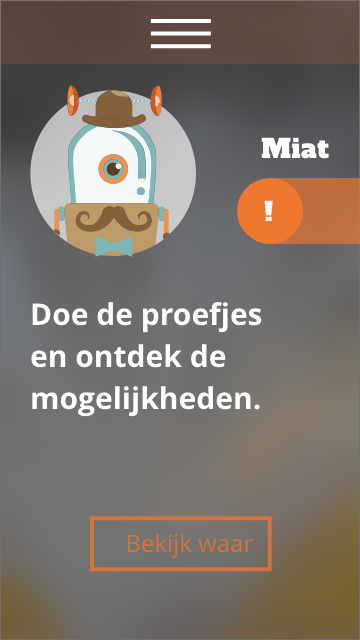 Miat
!
Doe de proefjes
en ontdek de
mogelijkheden.
Bekijk waar